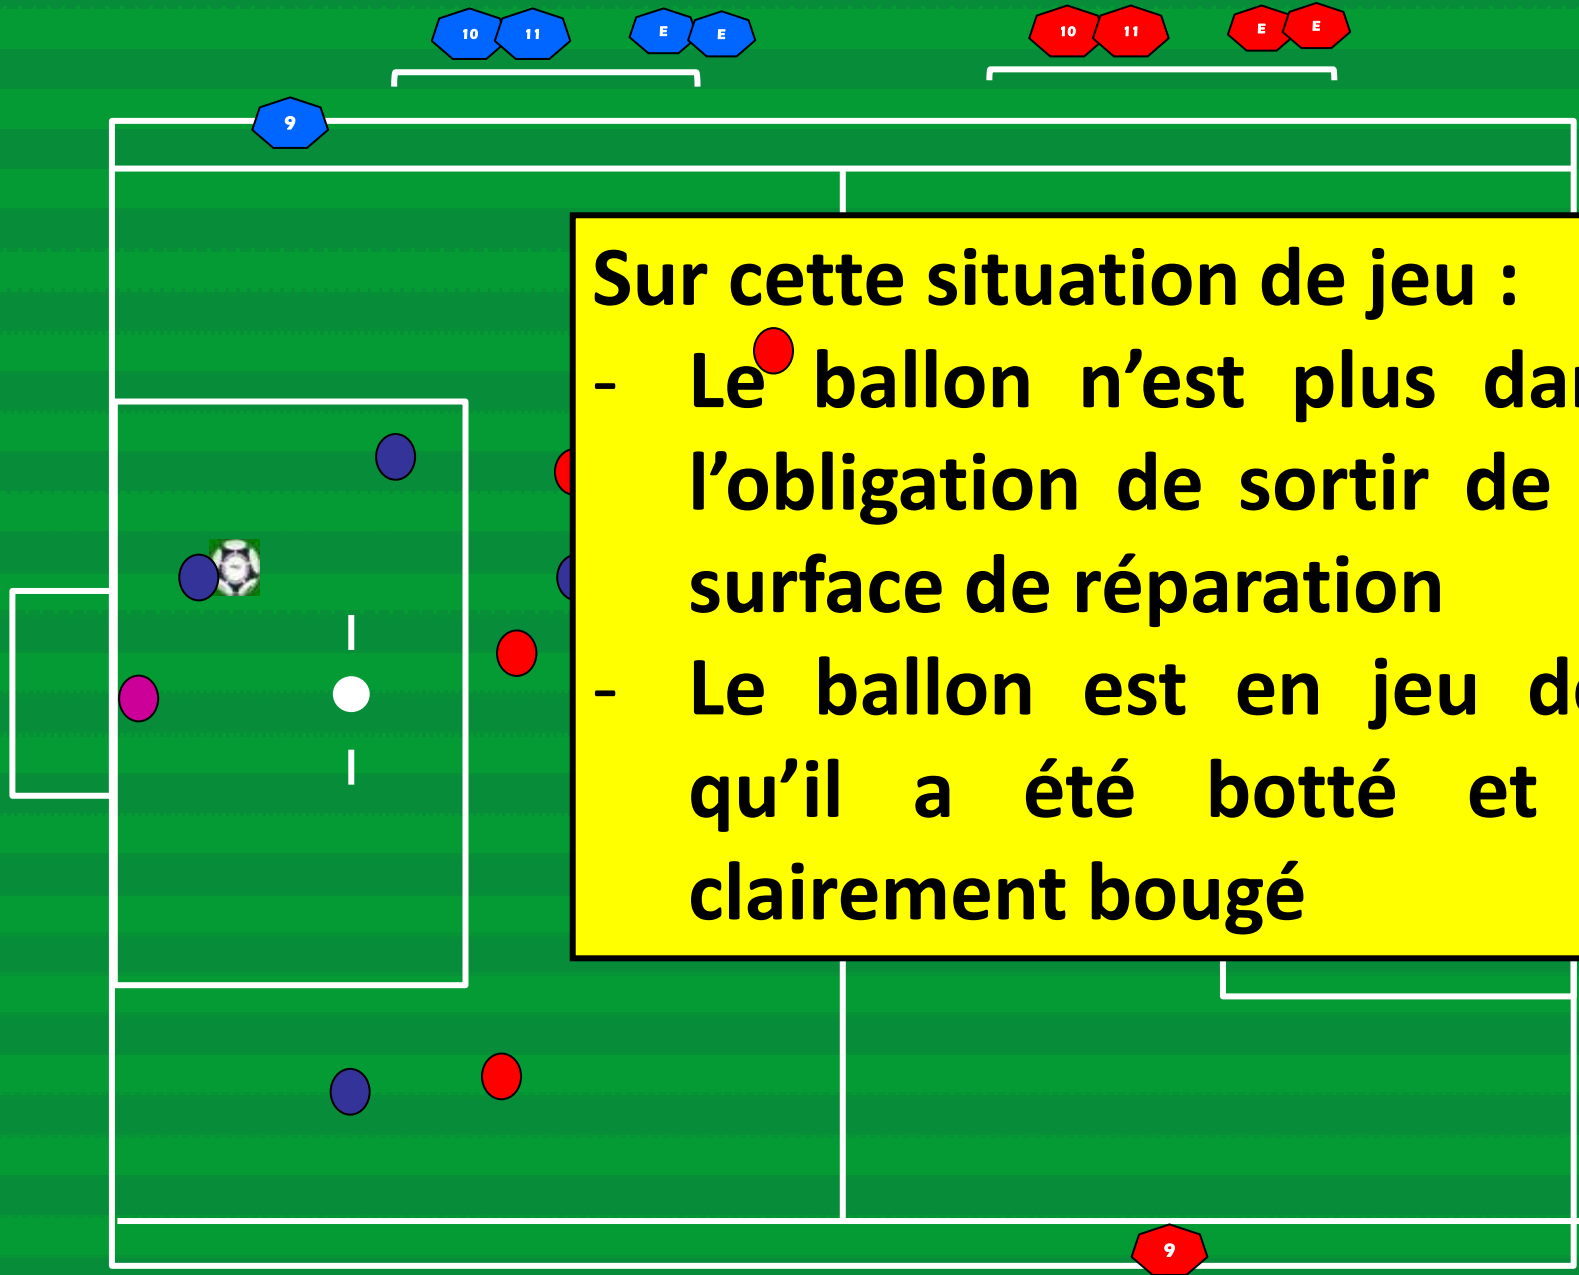 10 11 E E 10 11 E E
9
Sur cette situation de jeu :
- Le ballon n’est plus
l’obligation de sortir de
surface de réparation
- Le ballon est en jeu
qu’il a été botté et
clairement bougé
9